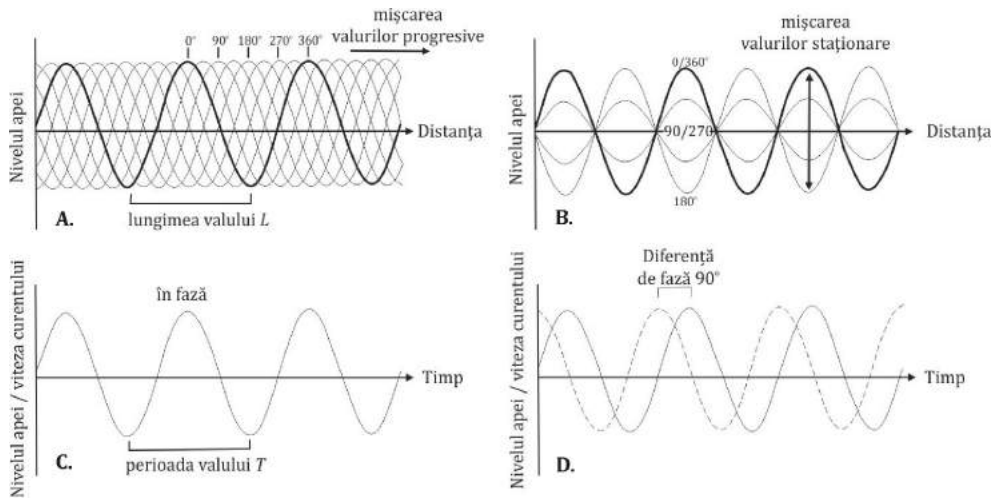 mișcarea
valurilor progresive
0° 90° 180° 270° 360°
Nivelul apei
Distanța
lungimea valului L
A.
mișcarea
valurilor staționare
0/360°
90/270
180°
Nivelul apei
Distanța
B.
Nivelul apei / viteza curentului
în fază
Timp
perioada valului T
C.
Diferență
de fază 90°
Nivelul apei / viteza curentului
Timp
D.